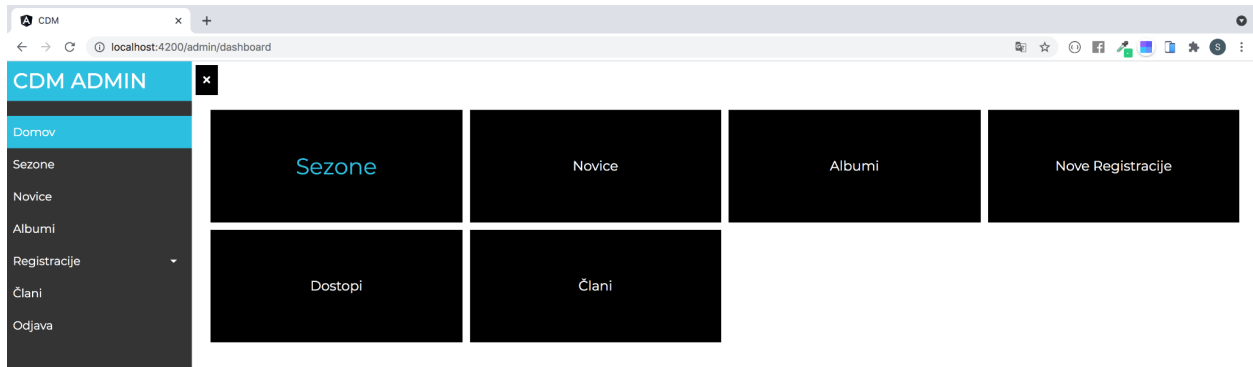 CDM
localhost:4200/admin/dashboard
S
CDM ADMIN
Domov
Sezone
Novice
Albumi
Registracije
Člani
Odjava
Sezone
Novice
Albumi
Nove Registracije
Dostopi
Člani